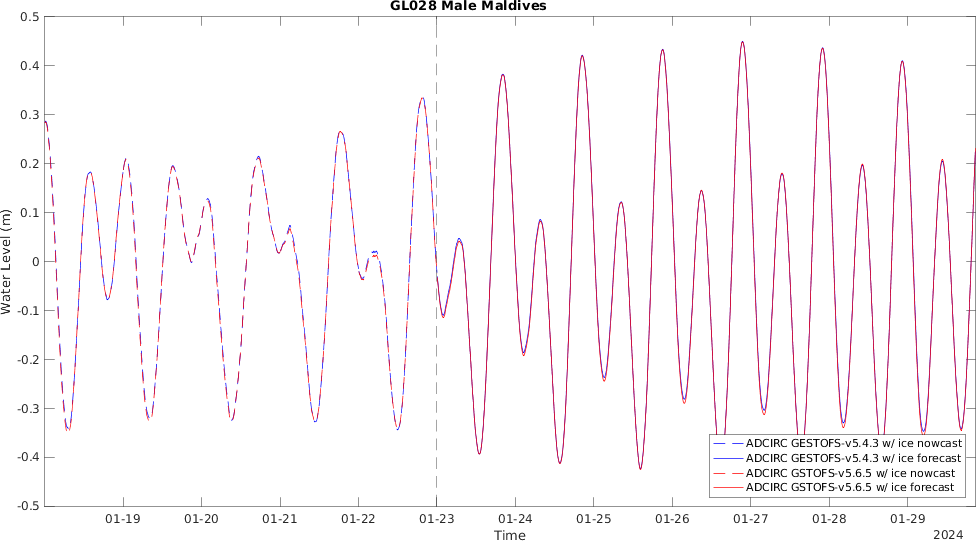 GL028 Male Maldives
0.5
0.4
0.3
0.2
0.1
0
-0.1
-0.2
-0.3
-0.4
-0.5
Water Level (m)
ADCIRC GESTOFS-v5.4.3 w/ ice nowcast
ADCIRC GESTOFS-v5.4.3 w/ ice forecast
ADCIRC GSTOFS-v5.6.5 w/ ice nowcast
ADCIRC GSTOFS-v5.6.5 w/ ice forecast
01-19 01-20 01-21 01-22 01-23 01-24 01-25 01-26 01-27 01-28 01-29
Time
2024